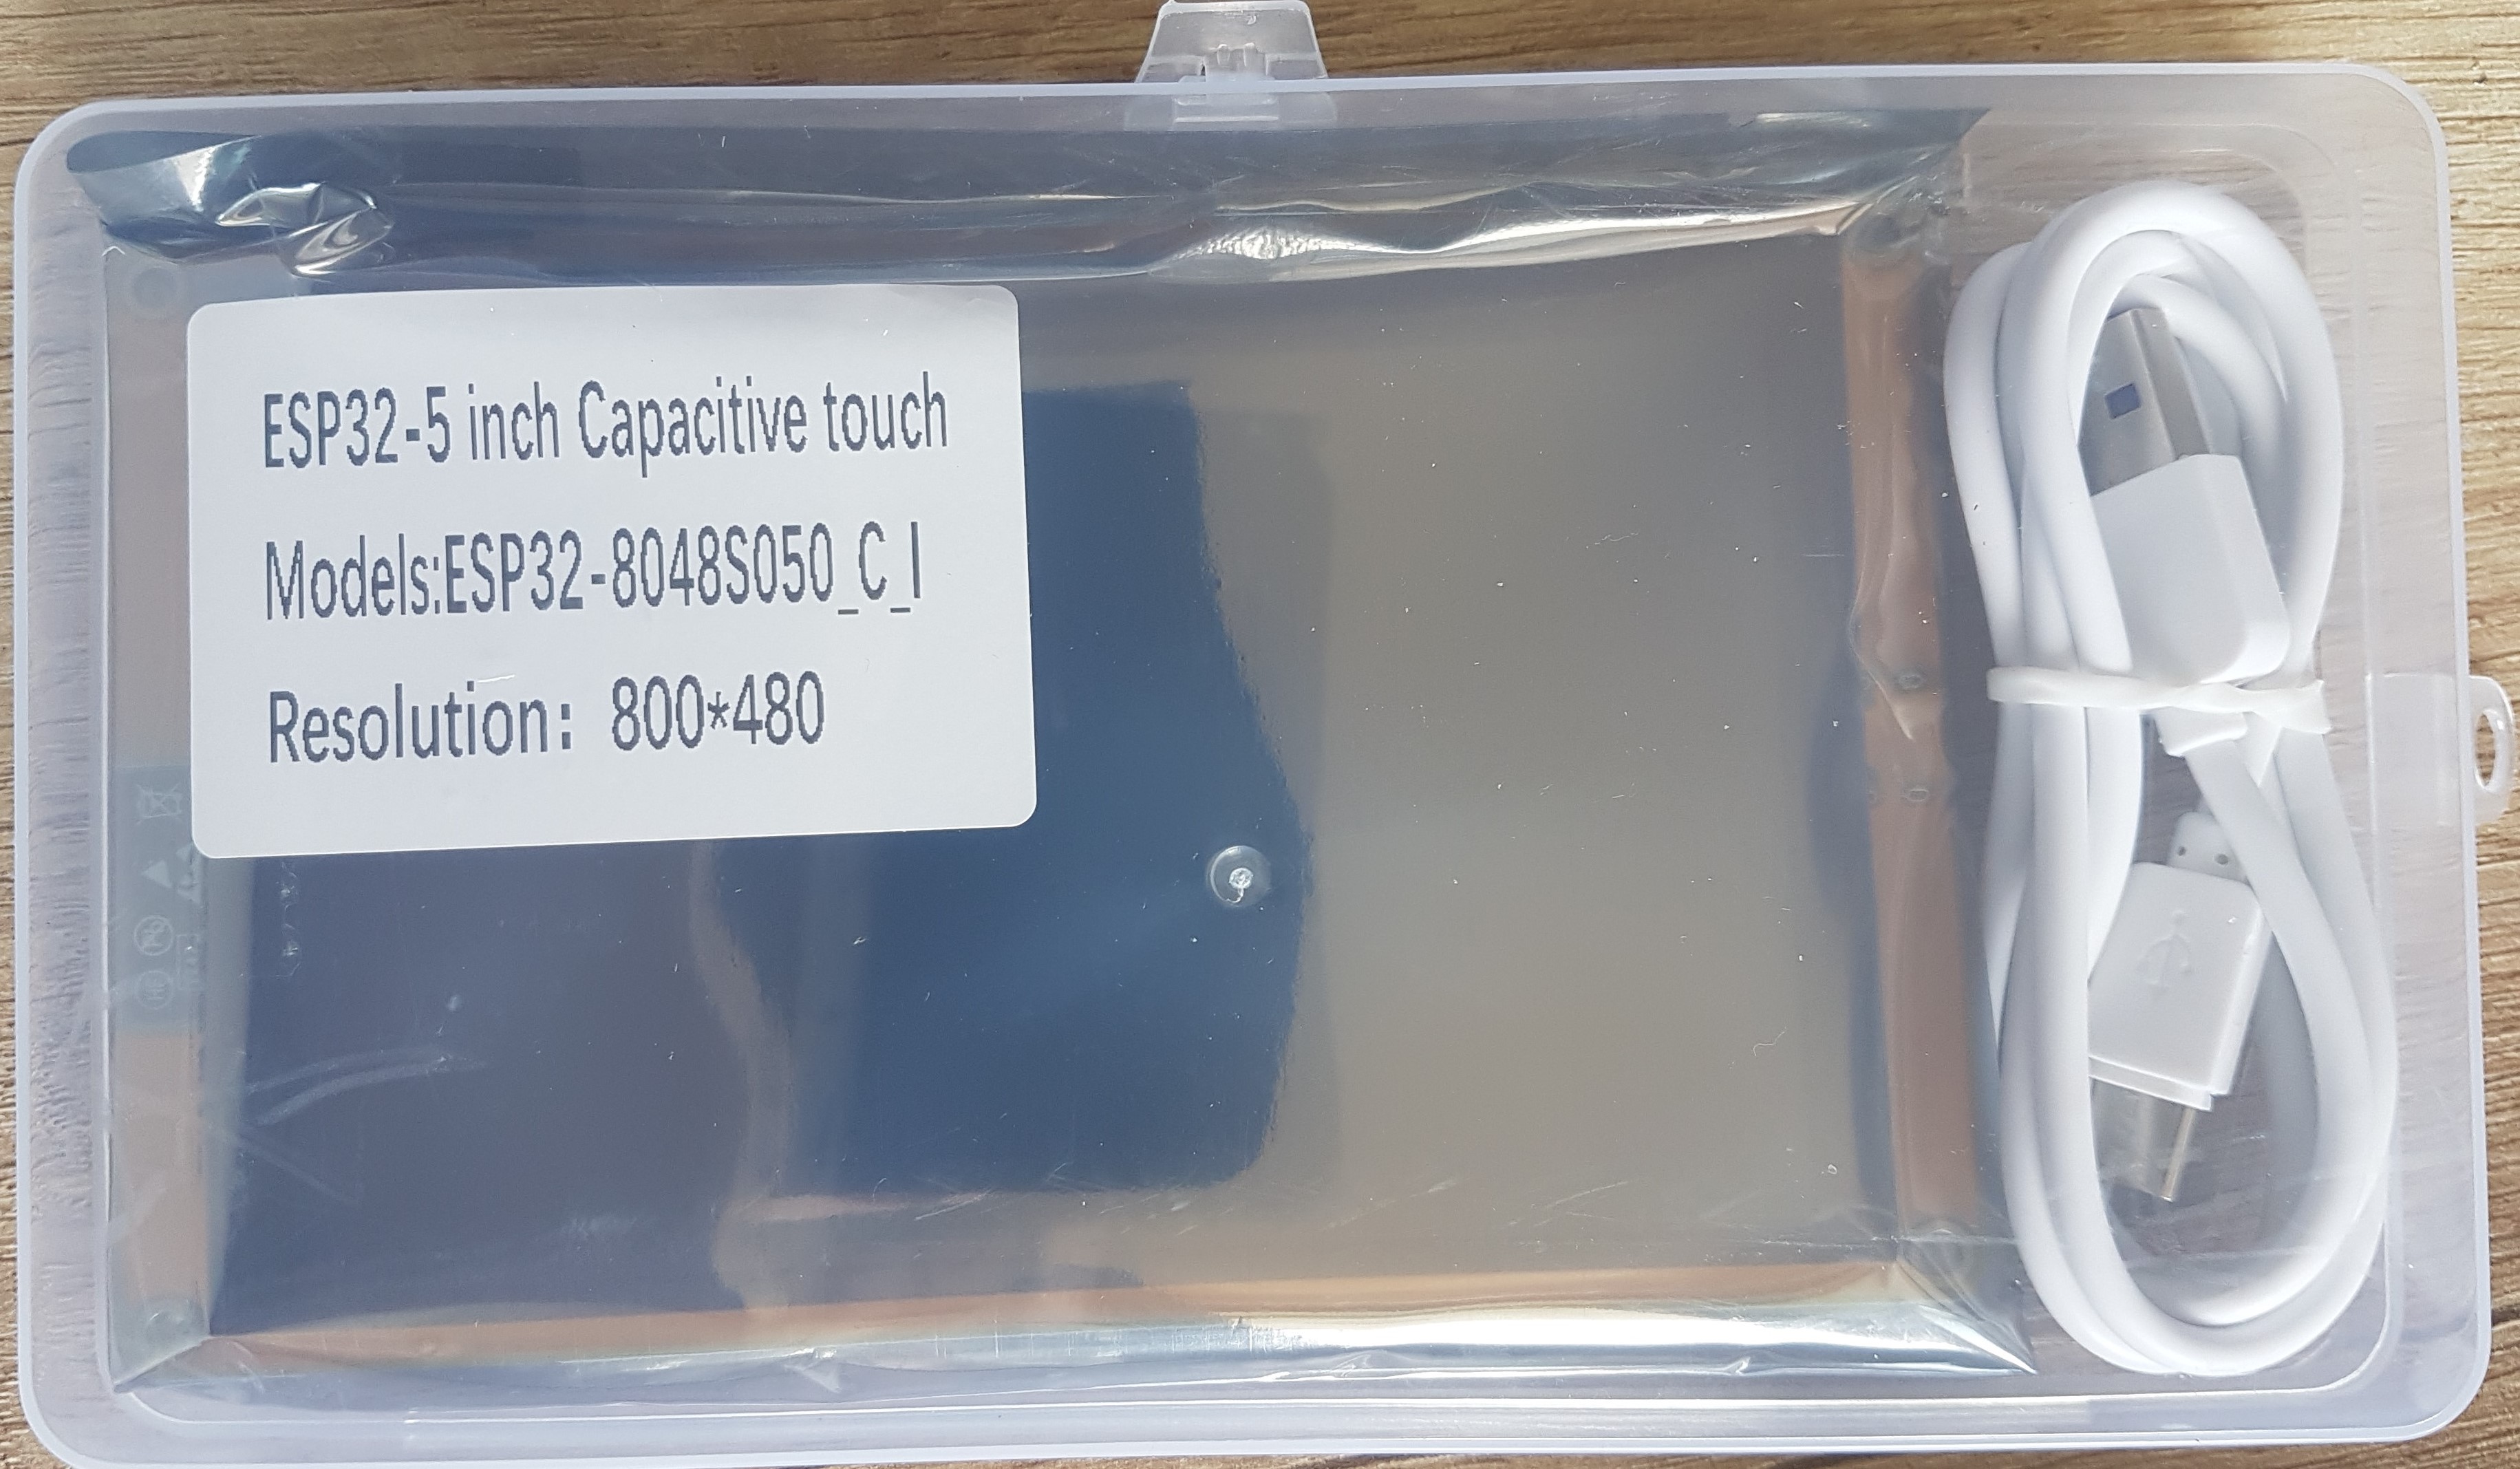 ESP32-5 inch Capacitive touch
Models:ESP32-8048S050_C_I
Resolution： 800*480